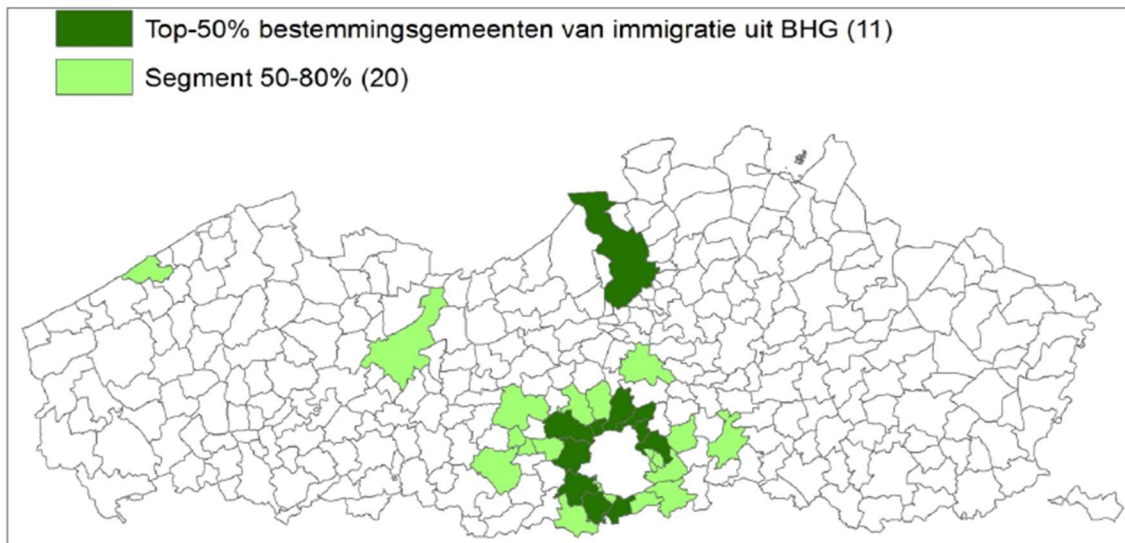 Top-50% bestemmingsgemeenten van immigratie uit BHG (11)
Segment 50-80% (20)